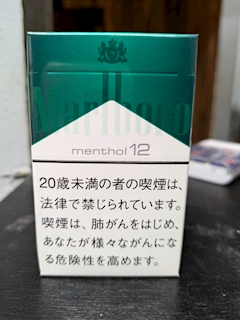 Marlboro
menthol 12
20歳未満の者の喫煙は、
法律で禁じられています。
喫煙は、肺がんをはじめ、
あなたが様々ながんにな
る危険性を高めます。